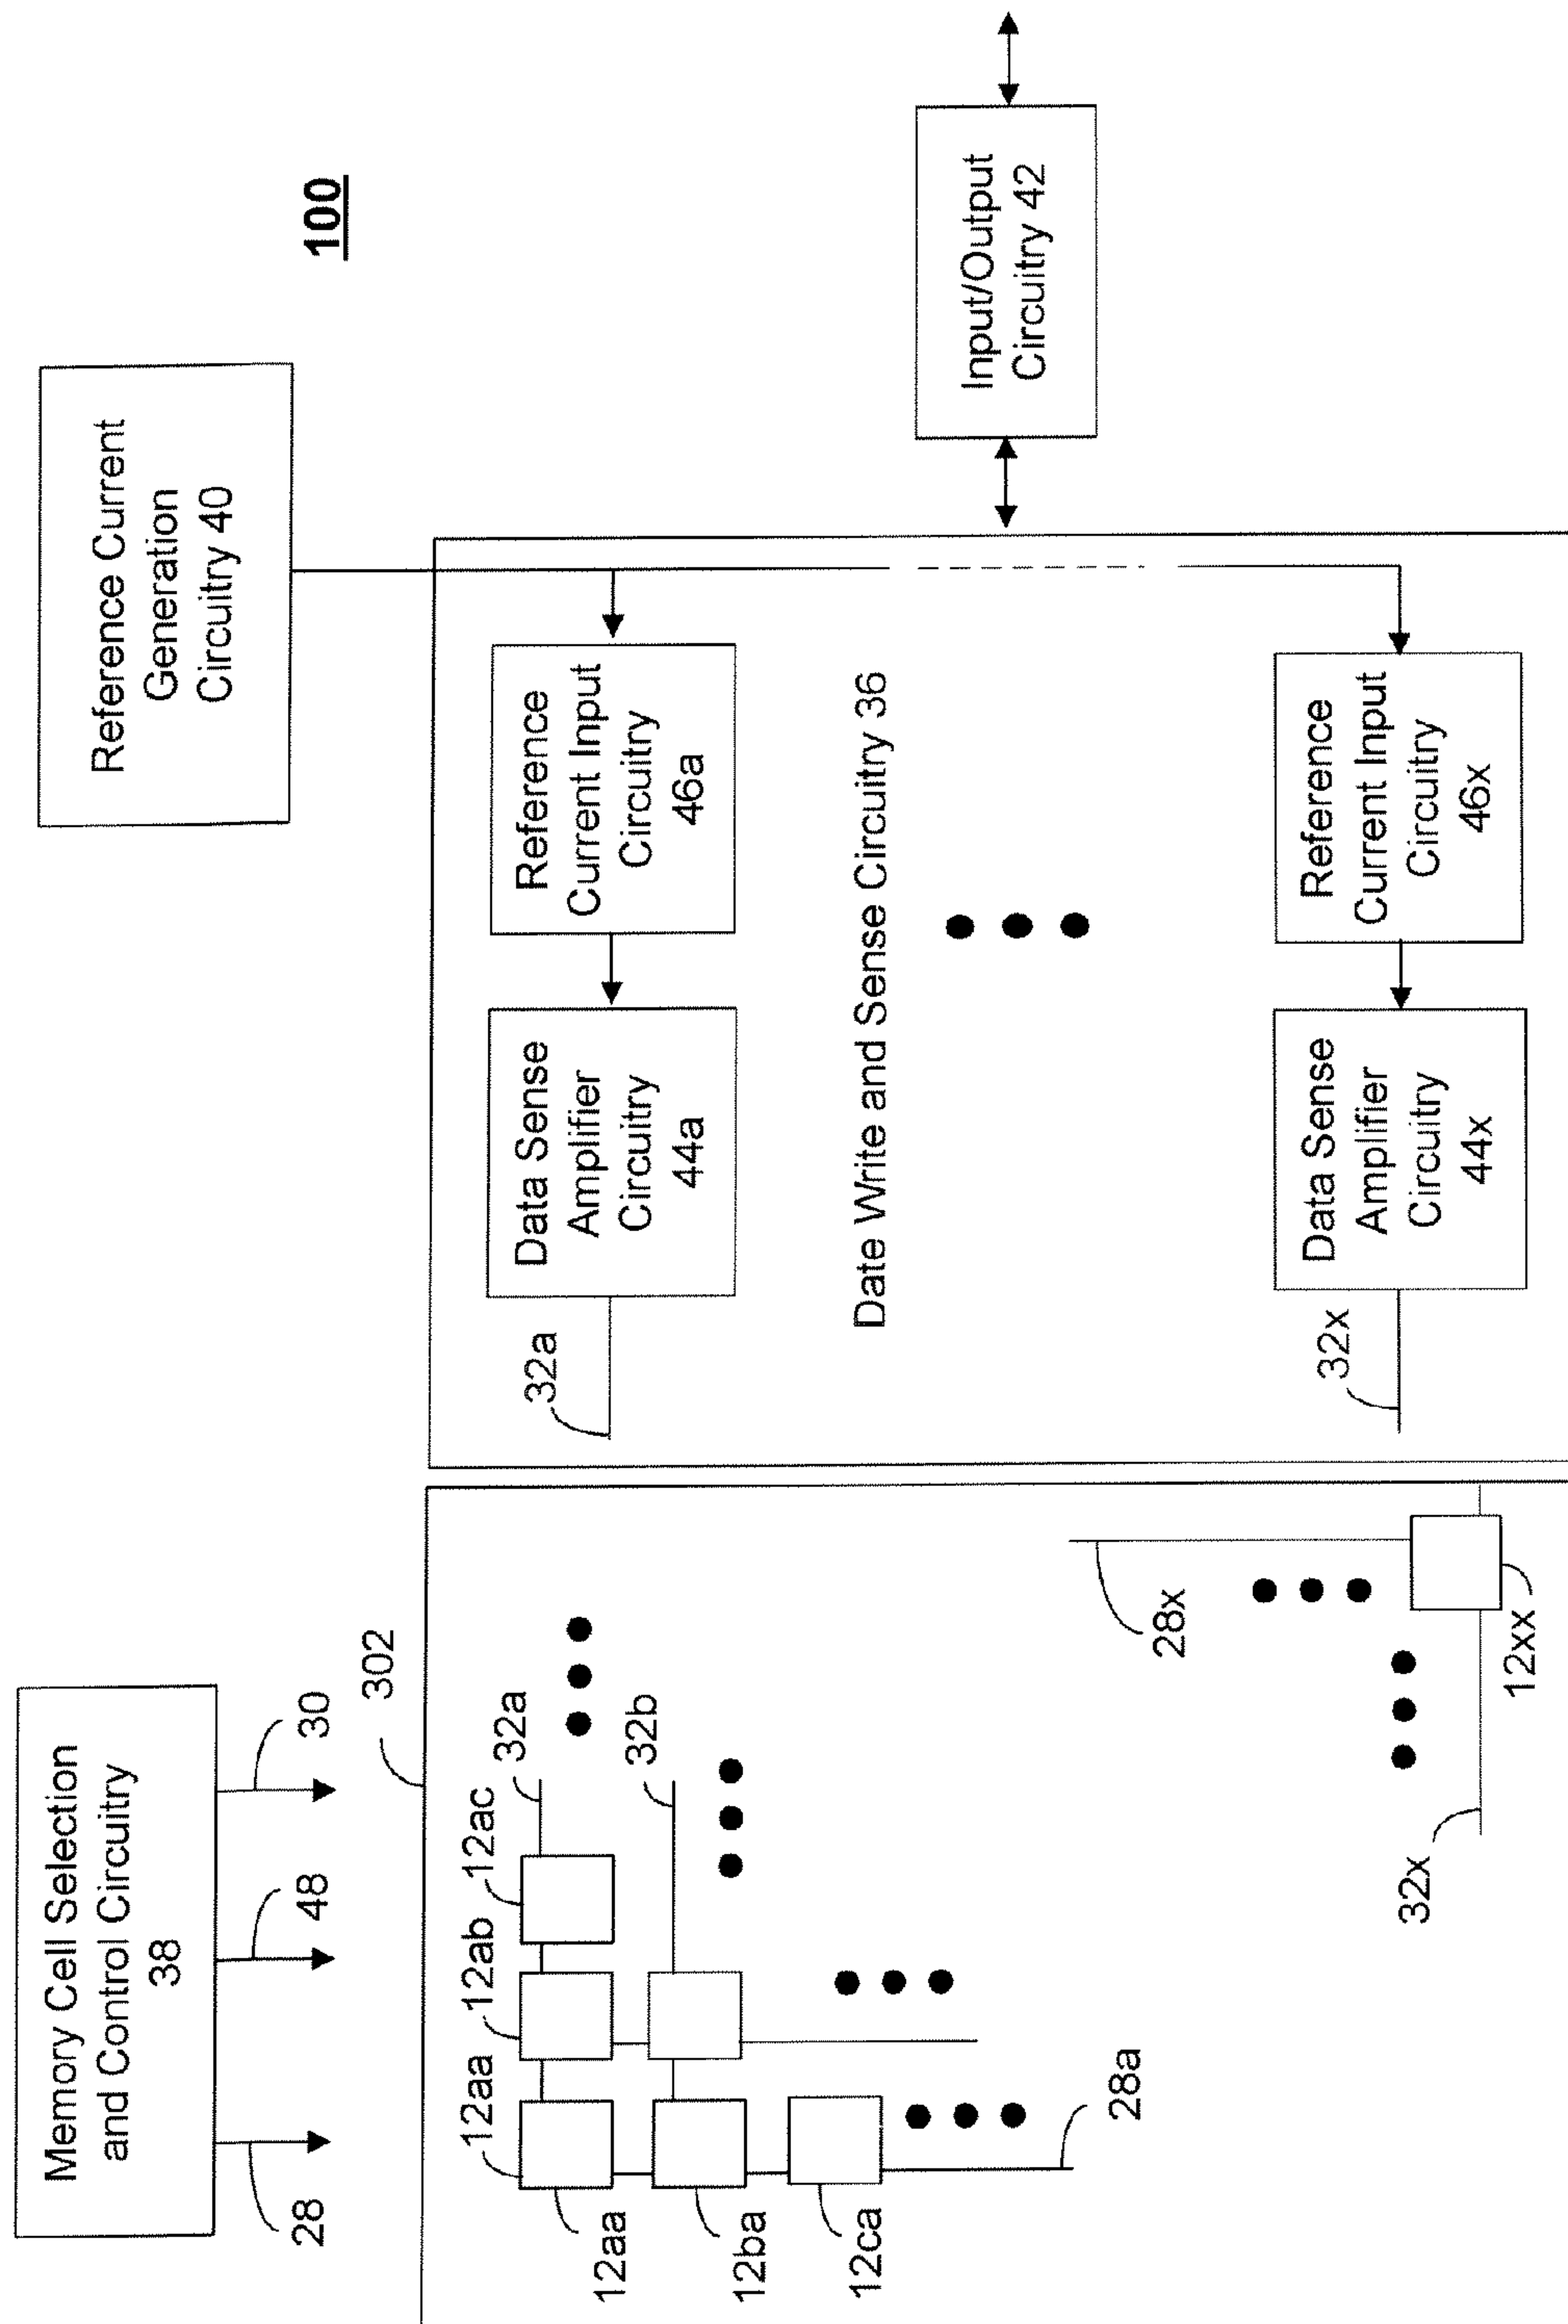 100
Memory Cell Selection
and Control Circuitry
38
28
48
30
302
Reference Current
Generation
Circuitry 40
12aa
12ab
12ac
32a
12aa
12ba
32b
12ca
28a
28x
32x
12xx
32a
Data Sense
Amplifier
Circuitry
44a
Reference
Current Input
Circuitry
46a
Date Write and Sense Circuitry 36
32x
Data Sense
Amplifier
Circuitry
44x
Reference
Current Input
Circuitry
46x
Input/Output
Circuitry 42